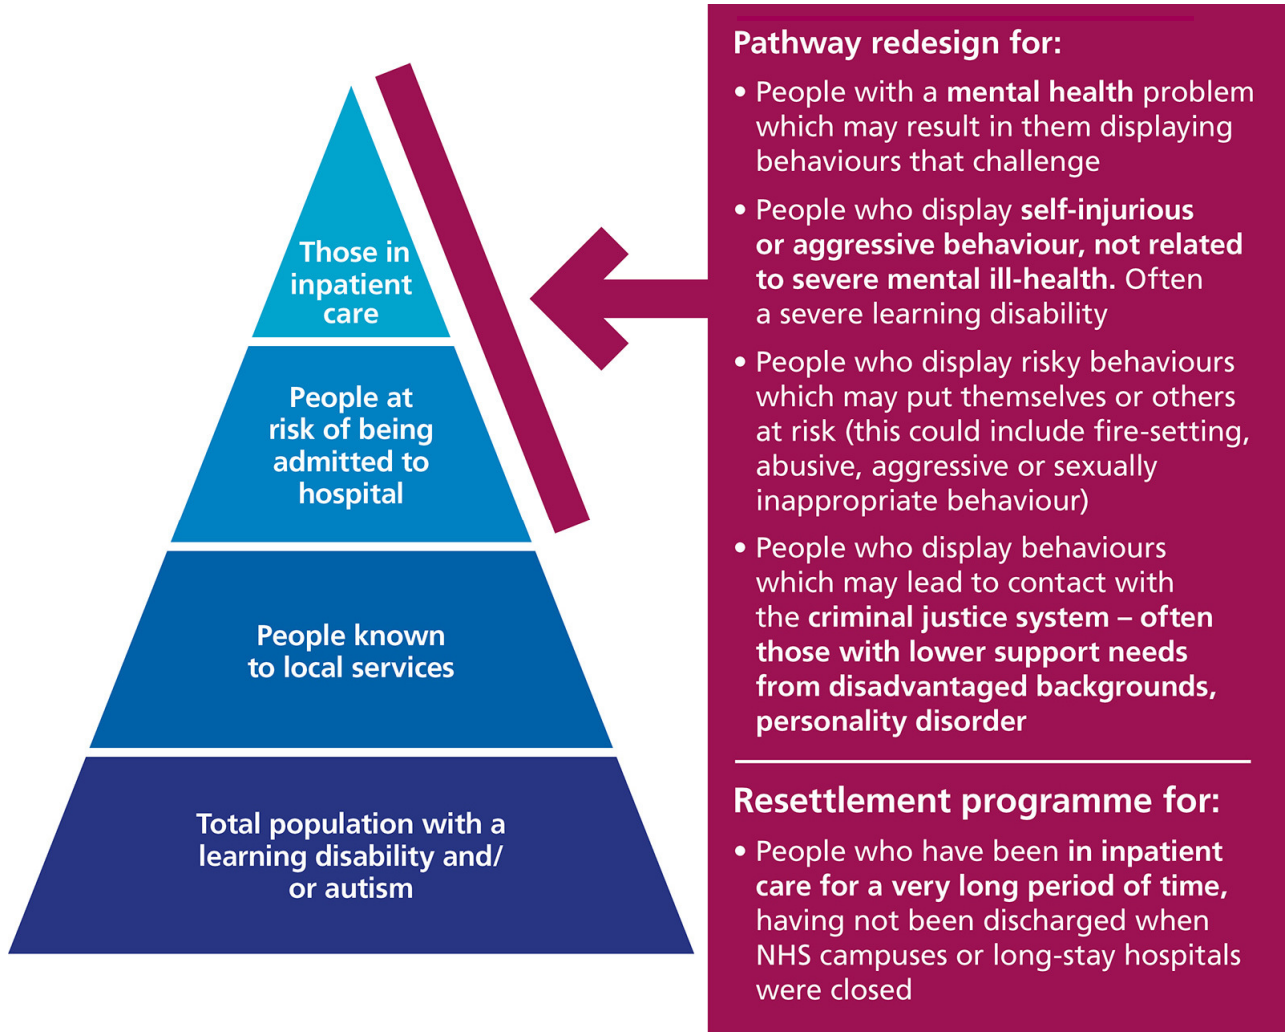 Those in
inpatient
care
People at
risk of being
admitted to
hospital
People known
to local services
Total population with a
learning disability and/
or autism
Pathway redesign for:
• People with a mental health problem
which may result in them displaying
behaviours that challenge
• People who display self-injurious
or aggressive behaviour, not related
to severe mental ill-health. Often
a severe learning disability
• People who display risky behaviours
which may put themselves or others
at risk (this could include fire-setting,
abusive, aggressive or sexually
inappropriate behaviour)
• People who display behaviours
which may lead to contact with
the criminal justice system – often
those with lower support needs
from disadvantaged backgrounds,
personality disorder
Resettlement programme for:
• People who have been in inpatient
care for a very long period of time,
having not been discharged when
NHS campuses or long-stay hospitals
were closed